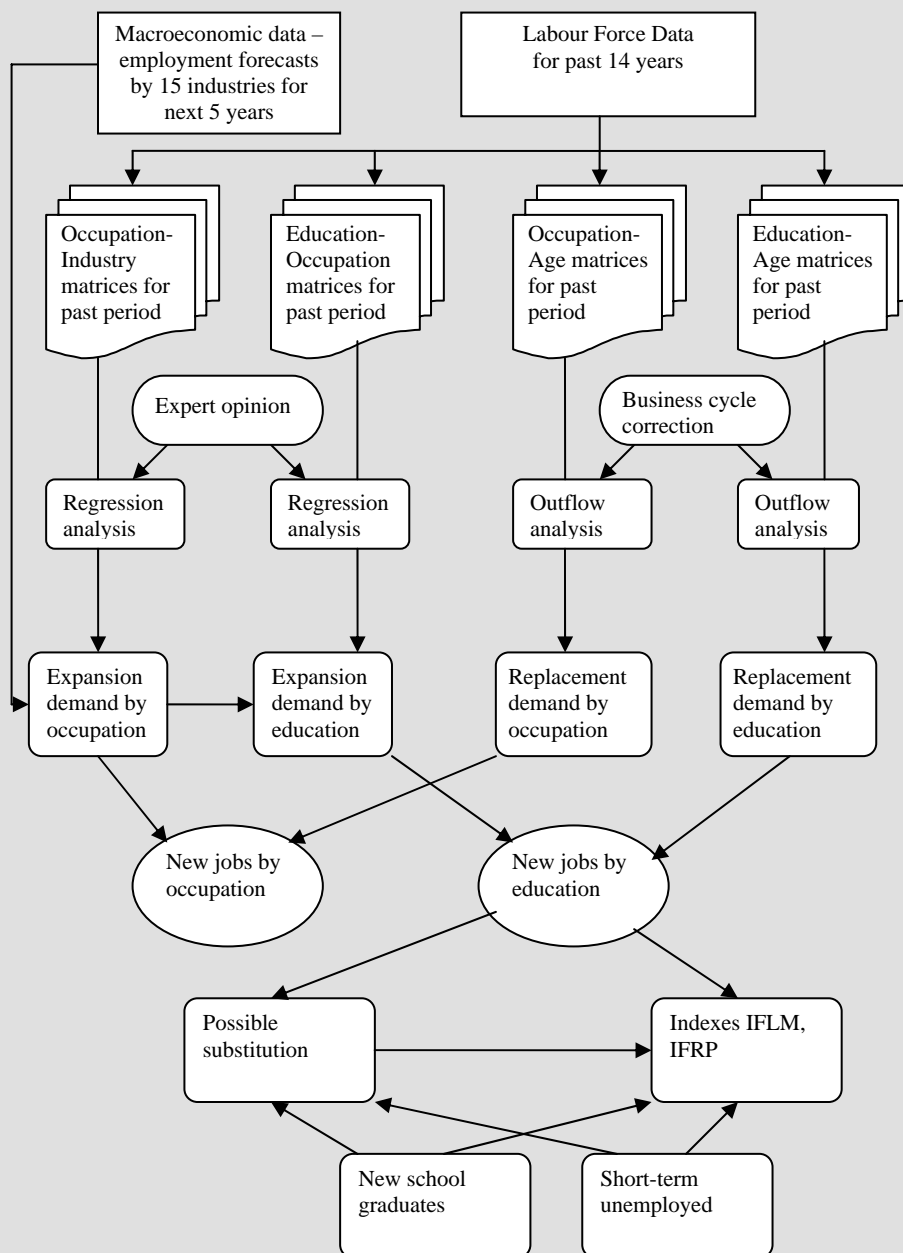 Macroeconomic data –
employment forecasts
by 15 industries for
next 5 years
Labour Force Data
for past 14 years
Occupation-
Industry
matrices for
past period
Education-
Occupation
matrices for
past period
Occupation-
Age matrices
for past
period
Education-
Age matrices
for past
period
Expert opinion
Business cycle
correction
Regression
analysis
Regression
analysis
Outflow
analysis
Outflow
analysis
Expansion
demand by
occupation
Expansion
demand by
education
Replacement
demand by
occupation
Replacement
demand by
education
New jobs by
occupation
New jobs by
education
Possible
substitution
Indexes IFLM,
IFRP
New school
graduates
Short-term
unemployed